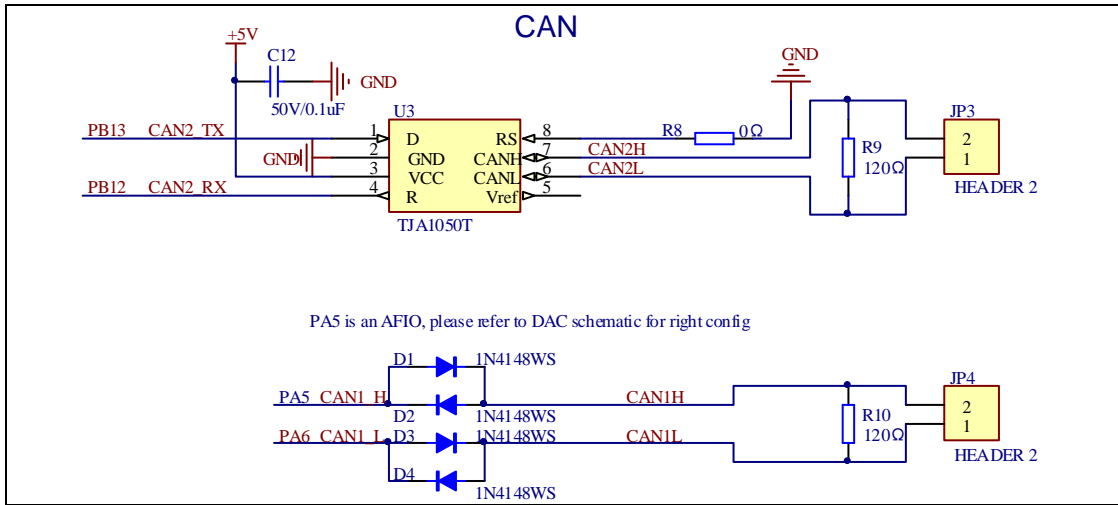 CAN
+5V
C12
GND
50V/0.1uF
GND
U3
PB13 CAN2_TX
1 D RS 8
R8 0Ω
GND
2 GND CANH 7
CAN2H
3 VCC CANL 6
CAN2L
PB12 CAN2_RX
4 R Vref 5
TJA1050T
R9
120Ω
JP3
2
1
HEADER 2
PA5 is an AFIO, please refer to DAC schematic for right config
D1 1N4148WS
PA5 CAN1_H
CAN1H
D2 1N4148WS
PA6 CAN1_L
D3 1N4148WS
CAN1L
D4
1N4148WS
R10
120Ω
JP4
2
1
HEADER 2